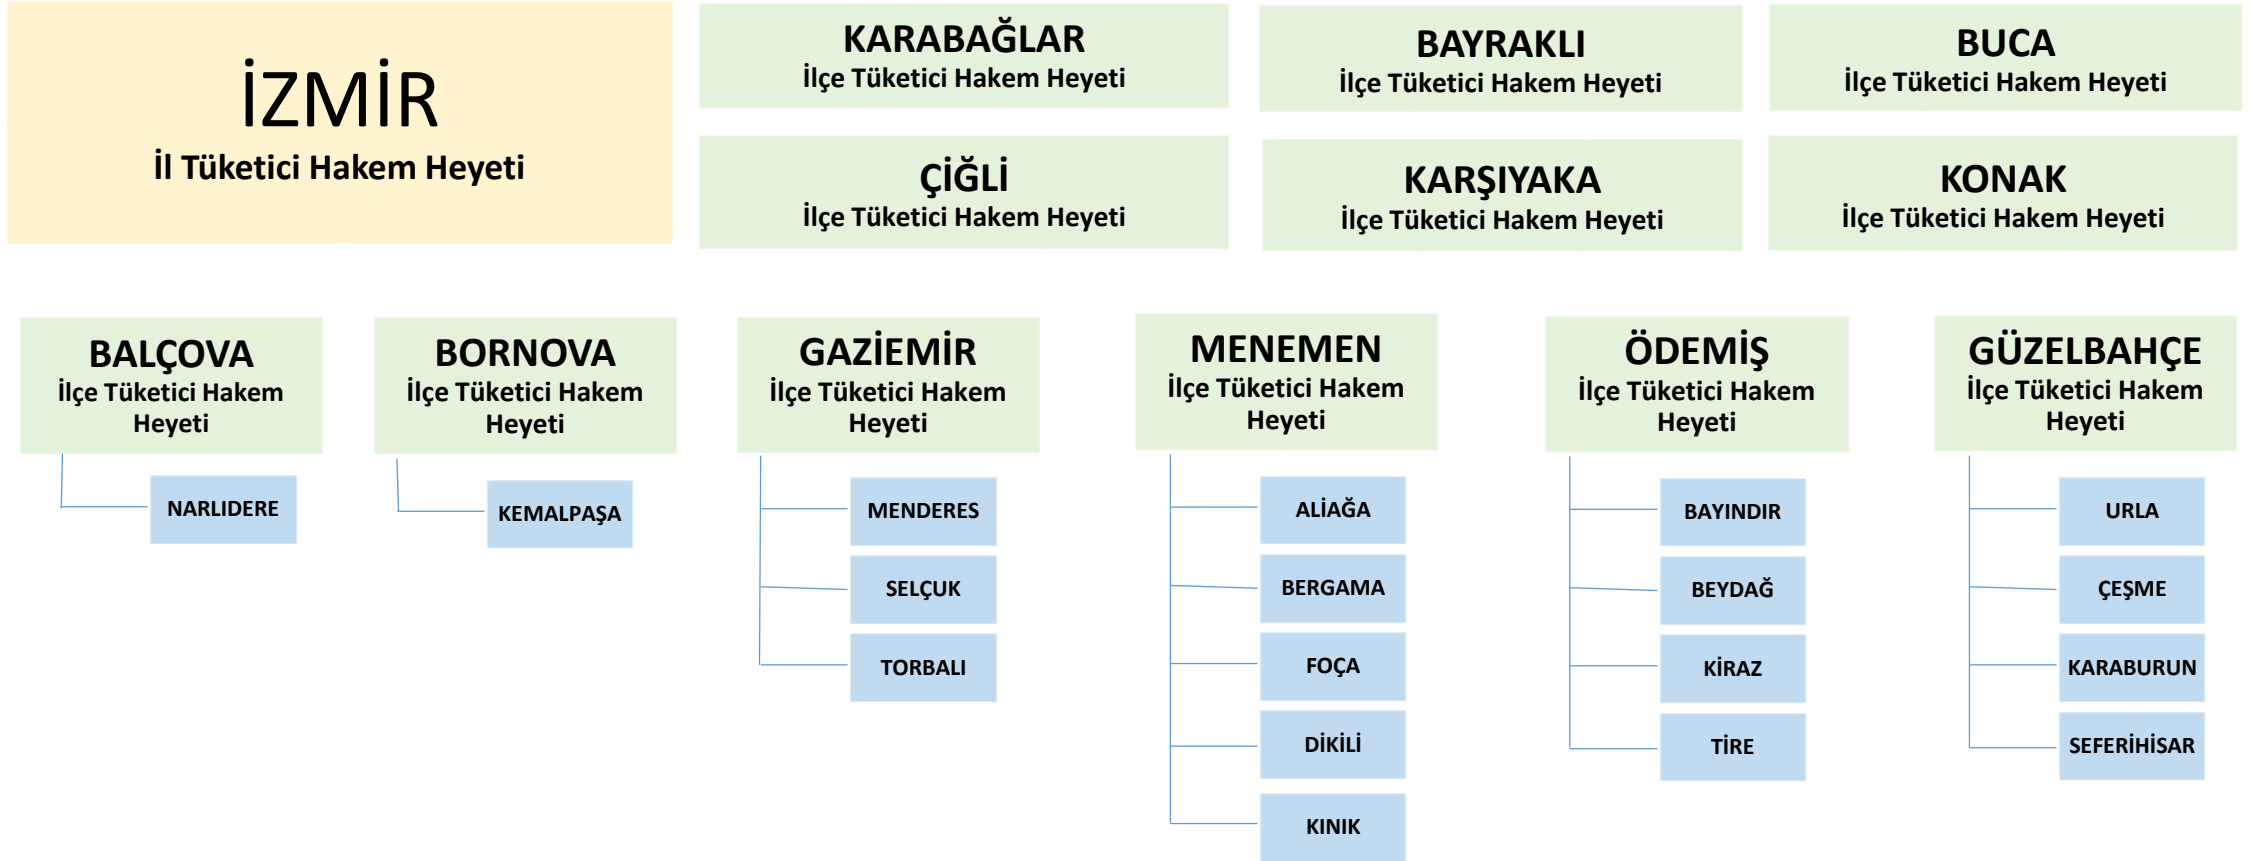 İZMİR
İl Tüketici Hakem Heyeti
KARABAĞLAR
İlçe Tüketici Hakem Heyeti
BAYRAKLI
İlçe Tüketici Hakem Heyeti
BUCA
İlçe Tüketici Hakem Heyeti
ÇİĞLİ
İlçe Tüketici Hakem Heyeti
KARŞIYAKA
İlçe Tüketici Hakem Heyeti
KONAK
İlçe Tüketici Hakem Heyeti
BALÇOVA
İlçe Tüketici Hakem
Heyeti
NARLIDERE
BORNOVA
İlçe Tüketici Hakem
Heyeti
KEMALPAŞA
GAZİEMİR
İlçe Tüketici Hakem
Heyeti
MENDERES
SELÇUK
TORBALI
MENEMEN
İlçe Tüketici Hakem
Heyeti
ALİAĞA
BERGAMA
FOÇA
DİKİLİ
KINIK
ÖDEMİŞ
İlçe Tüketici Hakem
Heyeti
BAYINDIR
BEYDAĞ
KİRAZ
TİRE
GÜZELBAHÇE
İlçe Tüketici Hakem
Heyeti
URLA
ÇEŞME
KARABURUN
SEFERİHİSAR